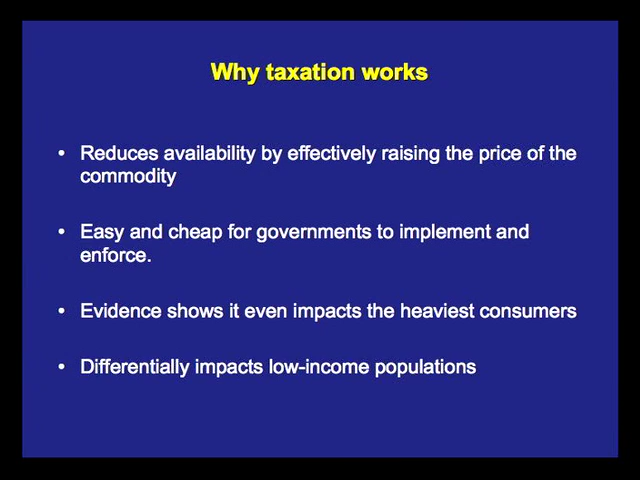 Why taxation works
• Reduces availability by effectively raising the price of the
commodity
• Easy and cheap for governments to implement and
enforce.
• Evidence shows it even impacts the heaviest consumers
• Differentially impacts low-income populations